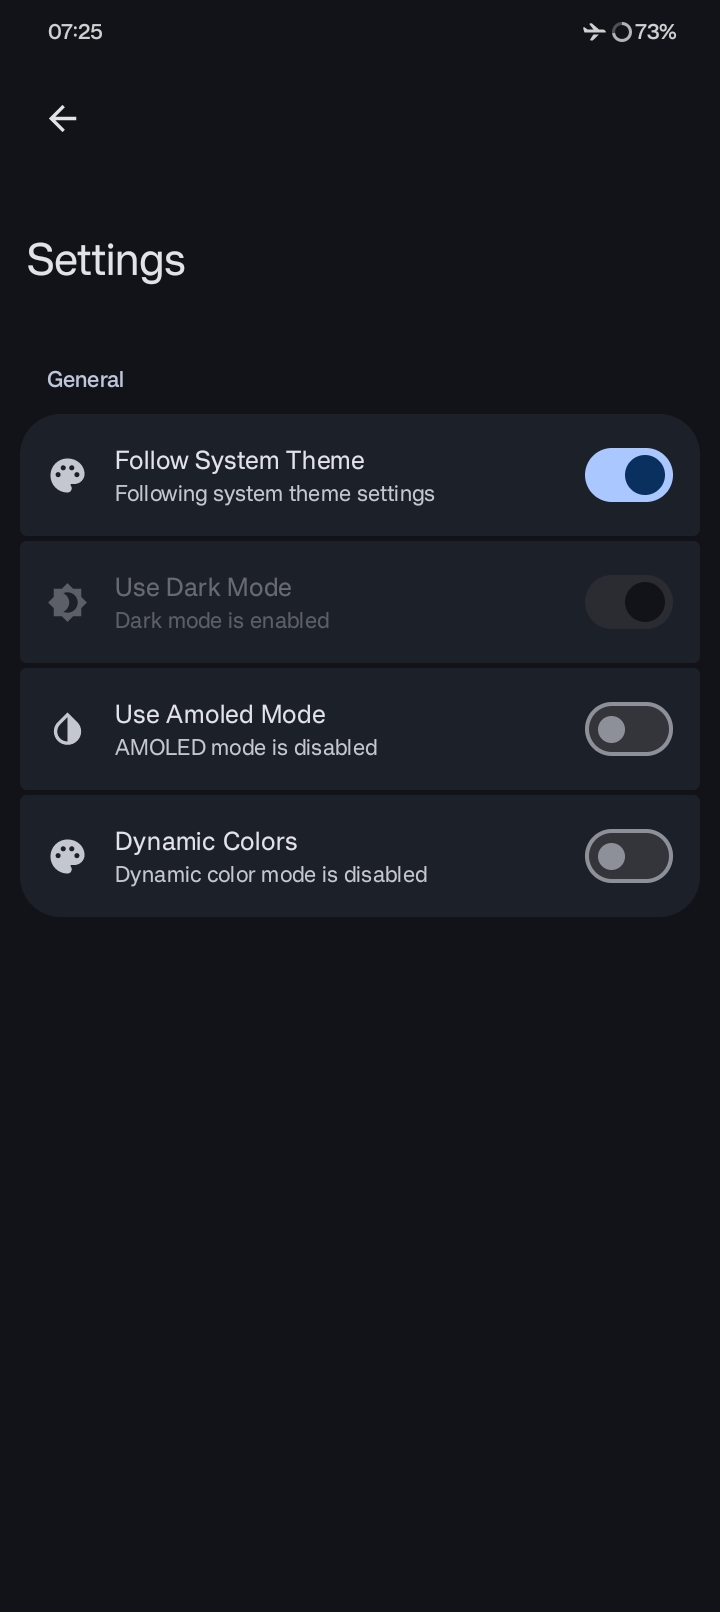 07:25
73%
Settings
General
Follow System Theme
Following system theme settings
Use Dark Mode
Dark mode is enabled
Use Amoled Mode
AMOLED mode is disabled
Dynamic Colors
Dynamic color mode is disabled